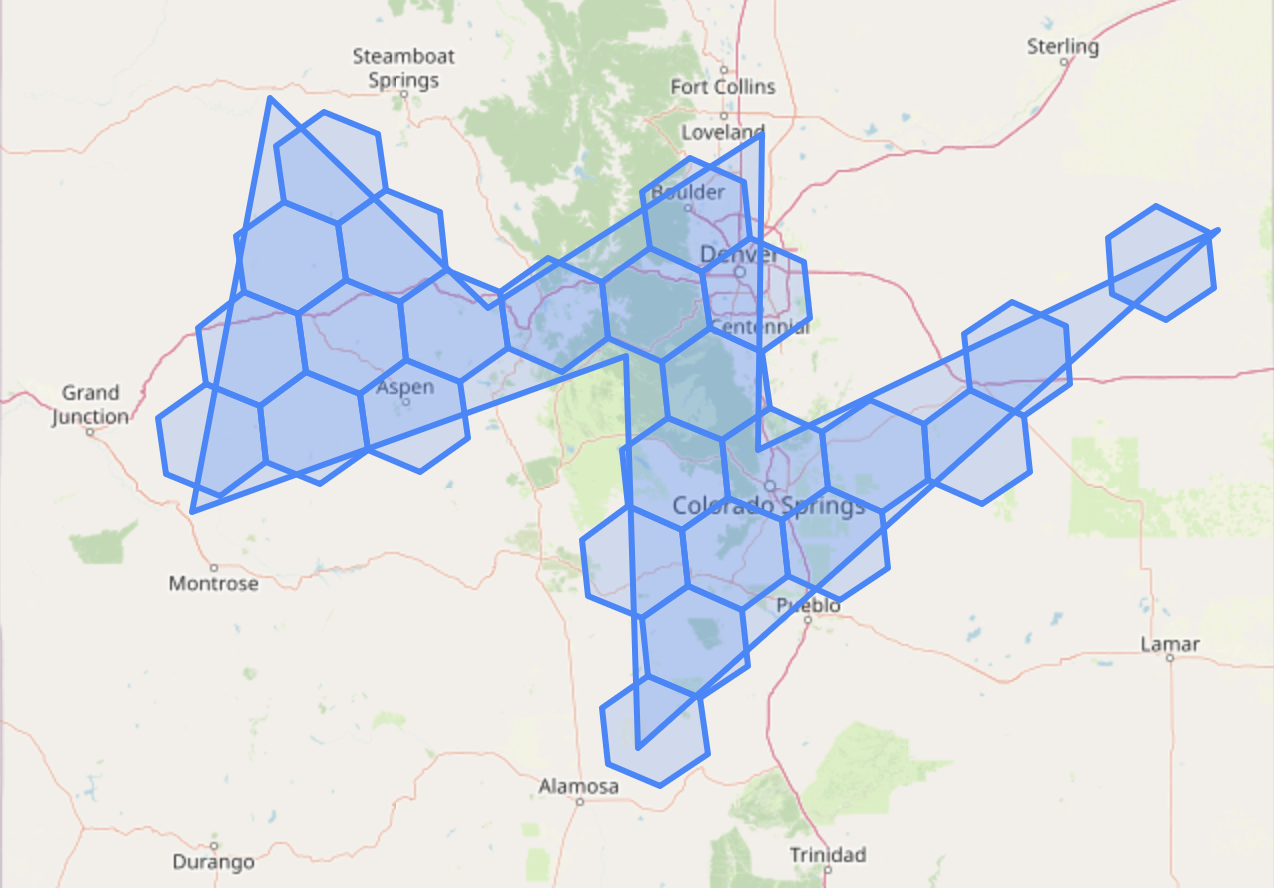 Steamboat
Springs
Sterling
Fort Collins
Loveland
Boulder
Denver
Centennial
Grand
Junction
Aspen
Colorado Springs
Montrose
Pueblo
Lamar
Alamosa
Durango
Trinidad